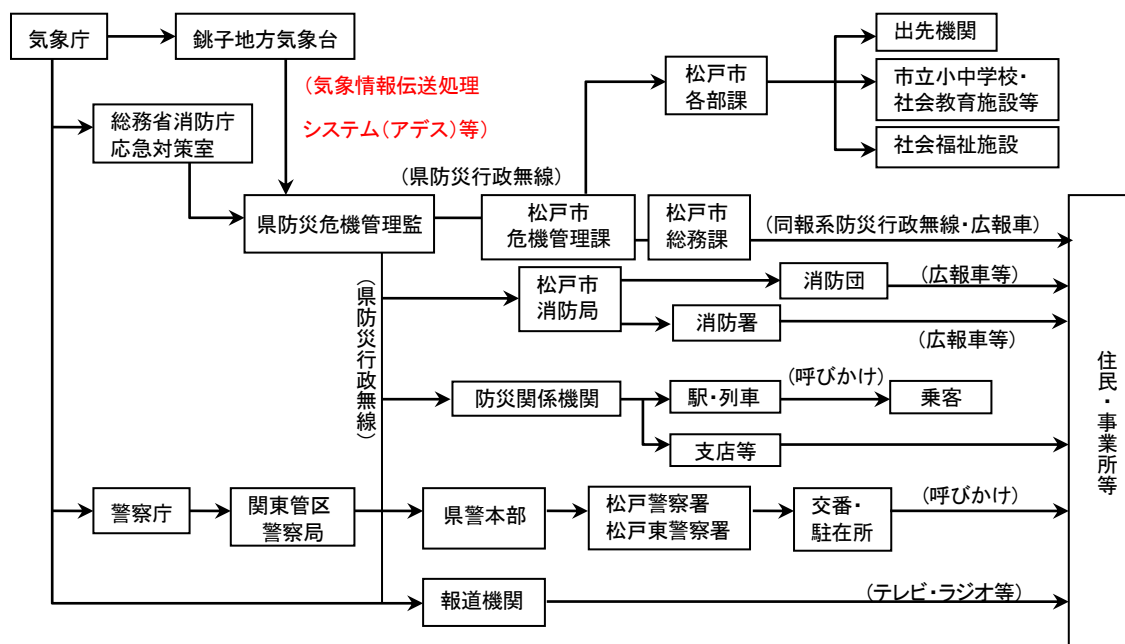 気象庁
銚子地方気象台
出先機関
(気象情報伝送処理
システム(アデス)等)
松戸市
各部課
市立小中学校・
社会教育施設等
総務省消防庁
応急対策室
社会福祉施設
(県防災行政無線)
県防災危機管理監
松戸市
危機管理課
松戸市
総務課
(同報系防災行政無線・広報車)
(県防災行政無線)
松戸市
消防局
消防団
(広報車等)
消防署
(広報車等)
住民・事業所等
防災関係機関
駅・列車
(呼びかけ)
乗客
支店等
警察庁
関東管区
警察局
県警本部
松戸警察署
松戸東警察署
交番・
駐在所
(呼びかけ)
報道機関
(テレビ・ラジオ等)